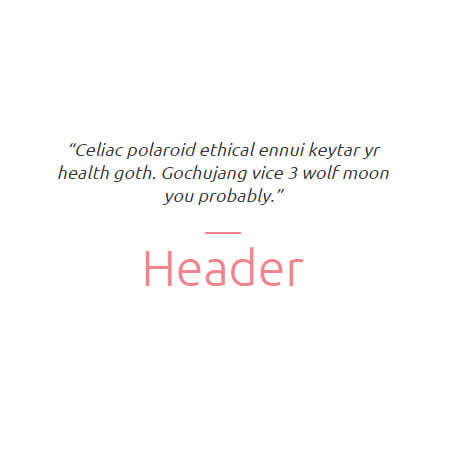 “Celiac polaroid ethical ennui keytar yr
health goth. Gochujang vice 3 wolf moon
you probably.”
Header